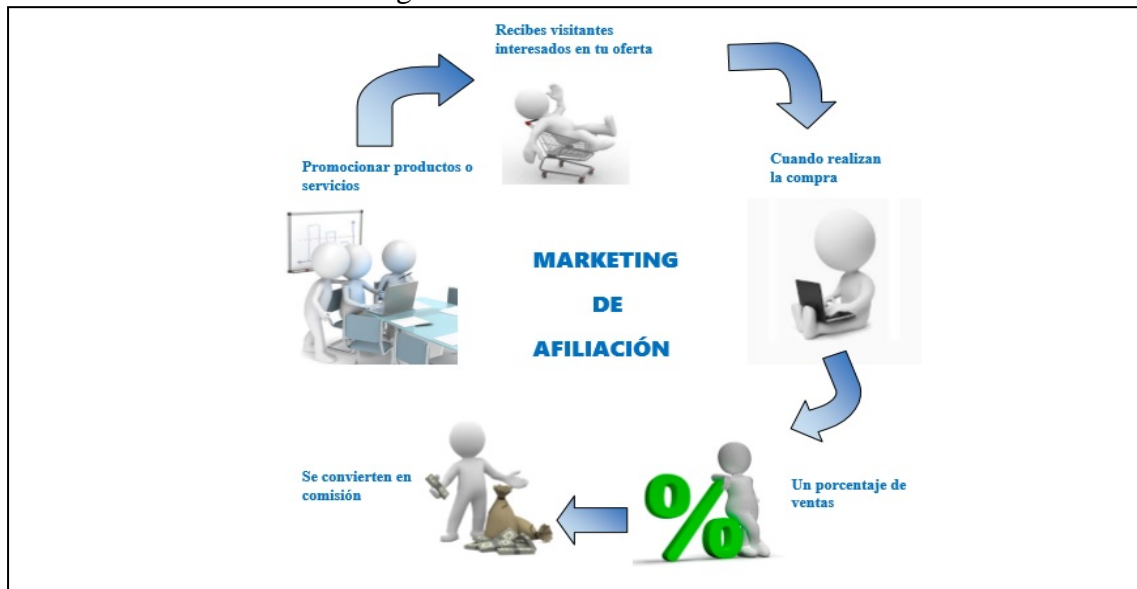 Recibes visitantes
interesados en tu oferta
Promocionar productos o
servicios
Cuando realizan
la compra
MARKETING
DE
AFILIACIÓN
Se convierten en
comisión
%
Un porcentaje de
ventas